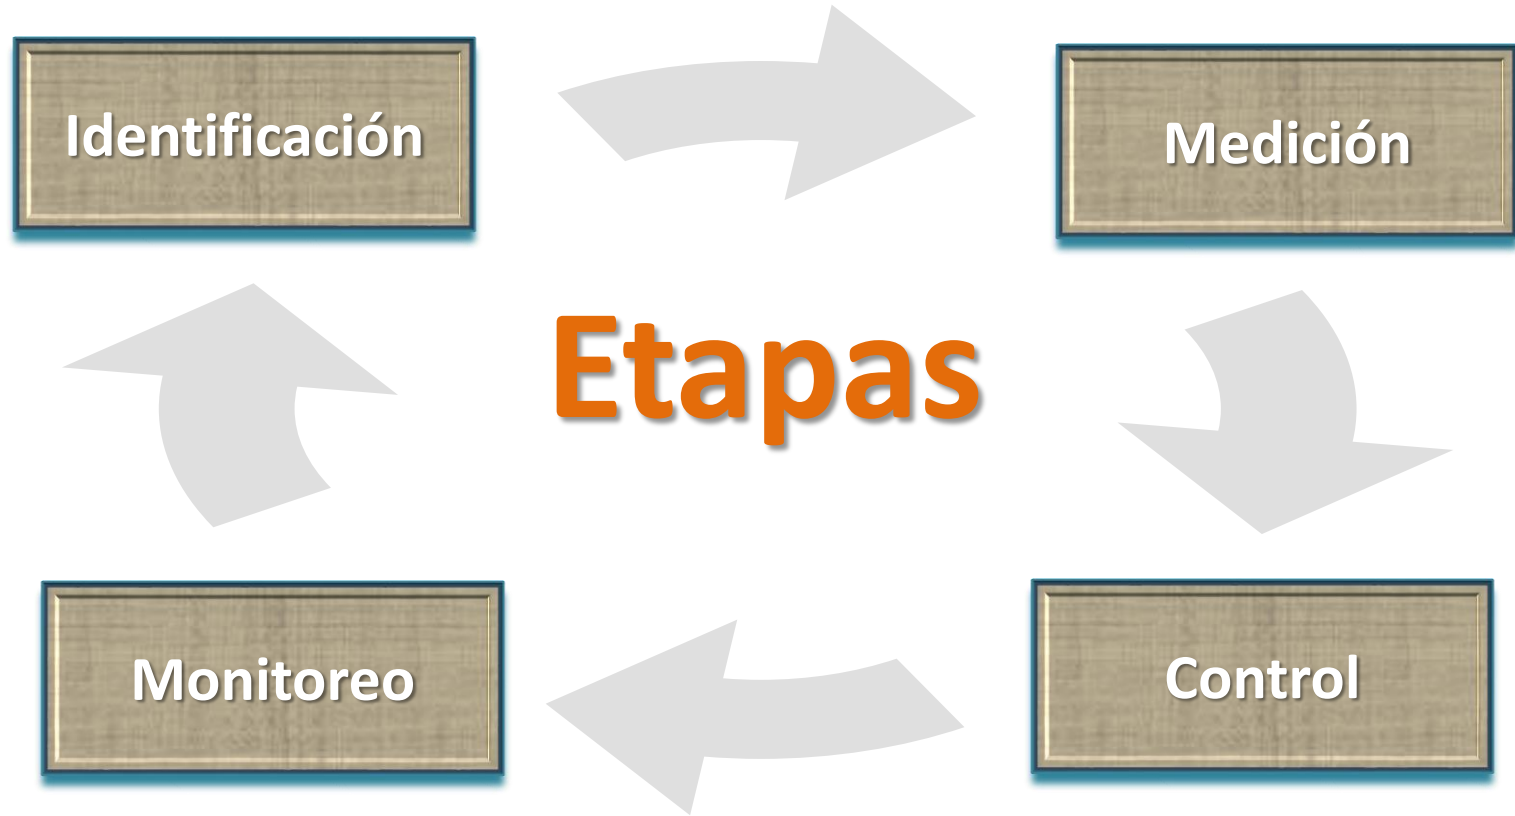 Identificación
Medición
Etapas
Monitoreo
Control